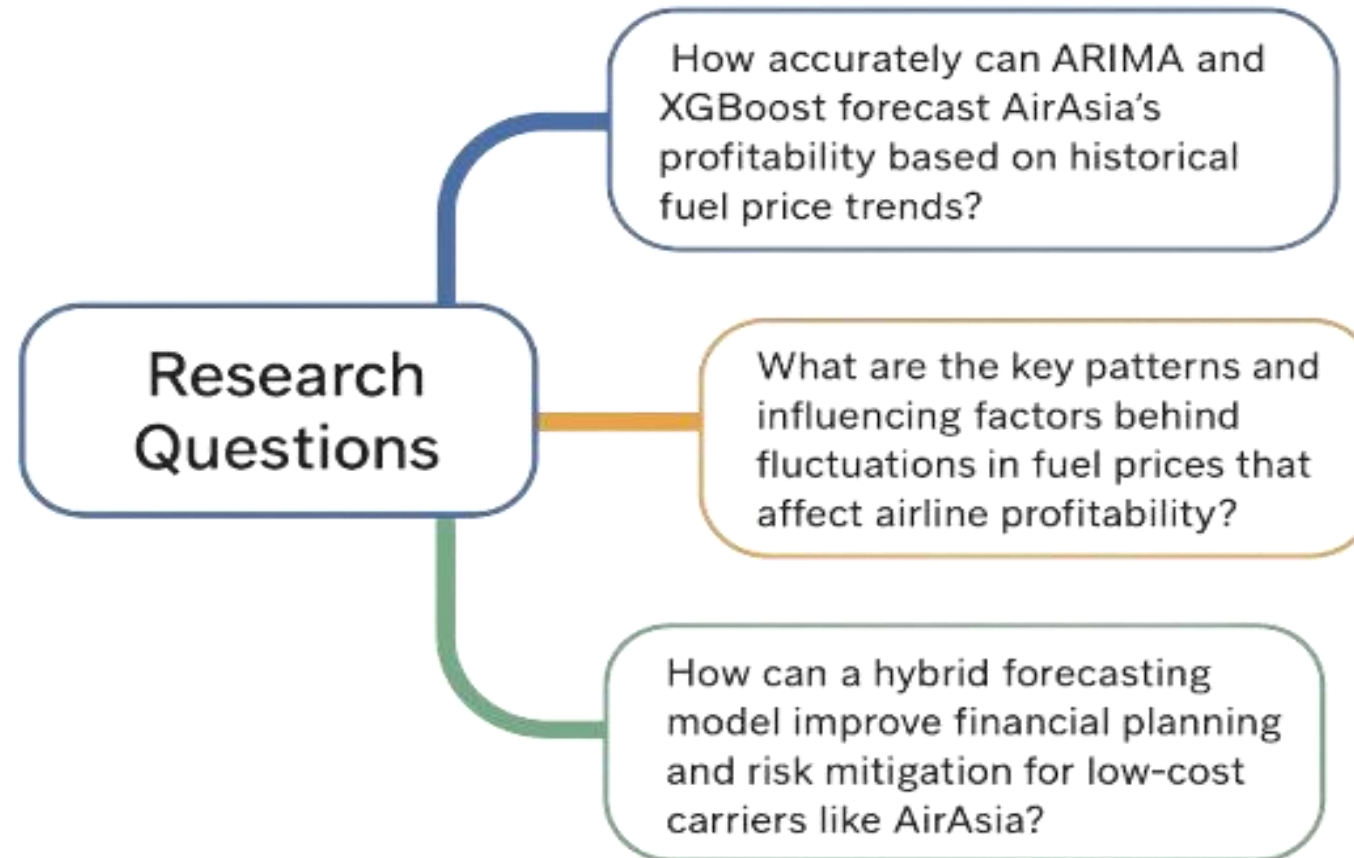 Research
Questions
How accurately can ARIMA and
XGBoost forecast AirAsia's
profitability based on historical
fuel price trends?
What are the key patterns and
influencing factors behind
fluctuations in fuel prices that
affect airline profitability?
How can a hybrid forecasting
model improve financial planning
and risk mitigation for low-cost
carriers like AirAsia?